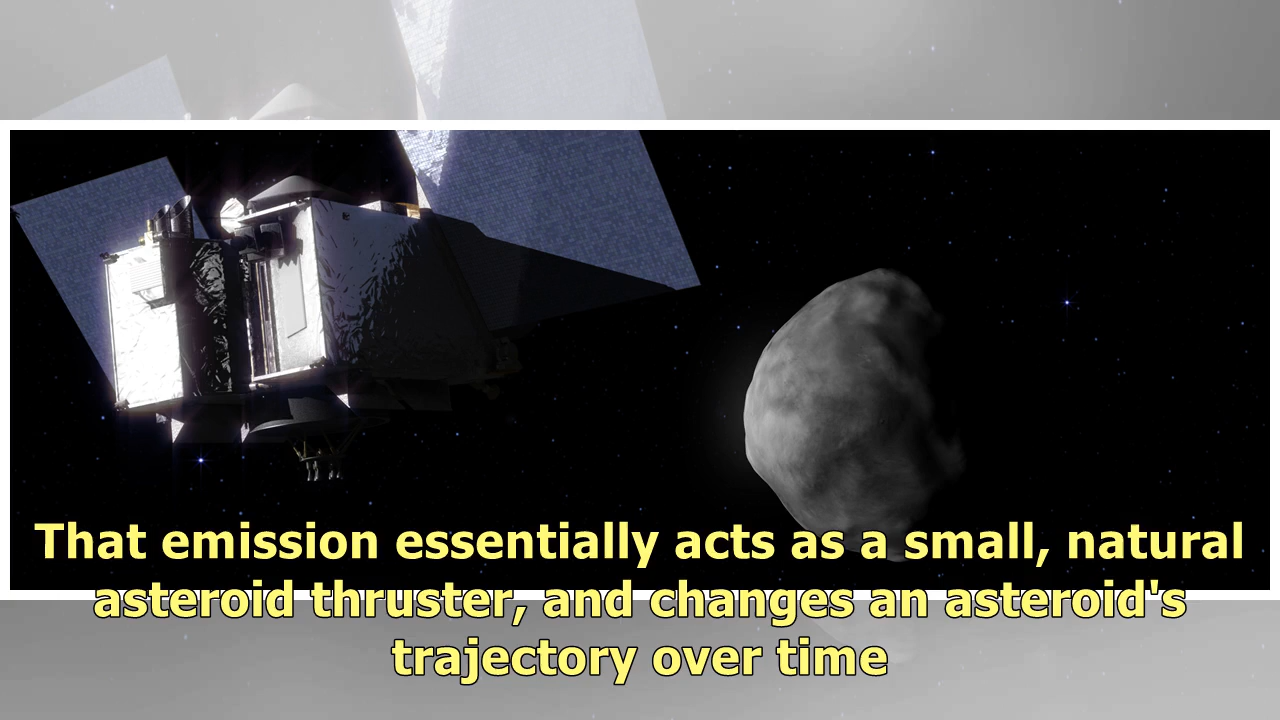 That emission essentially acts as a small, natural
asteroid thruster, and changes an asteroid's
trajectory over time